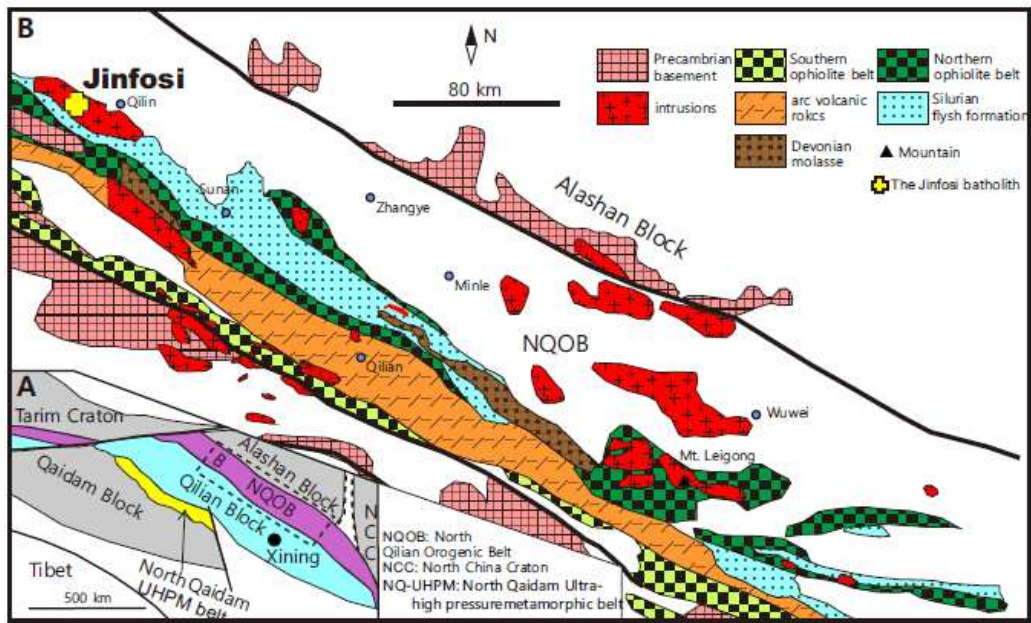 B
N
80 km
Jinfosi
Qilin
Sunan
Zhangye
Minle
Qilian
Wuwei
Mt. Leigong
NQOB
Alashan Block
Precambrian
basement
Southern
ophiolite belt
Northern
ophiolite belt
intrusions
arc volcanic
rokcs
Silurian
flysh formation
Devonian
molasse
Mountain
The Jinfosi batholith
A
Tarim Craton
Qaidam Block
Alashan Block
B
NQOB
Qilian Block
Xining
N
C
C
Tibet
North Qaidam
UHPM belt
500 km
NQOB: North
Qilian Orogenic Belt
NCC: North China Craton
NQ-UHPM: North Qaidam Ultra-
high pressuremetamorphic belt